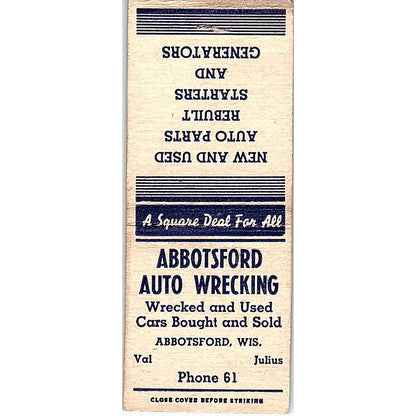 NEW AND USED
AUTO PARTS
REBUILT
STARTERS
AND
GENERATORS
A Square Deal For All
ABBOTSFORD
AUTO WRECKING
Wrecked and Used
Cars Bought and Sold
ABBOTSFORD, WIS.
Val Julius
Phone 61
CLOSE COVER BEFORE STRIKING